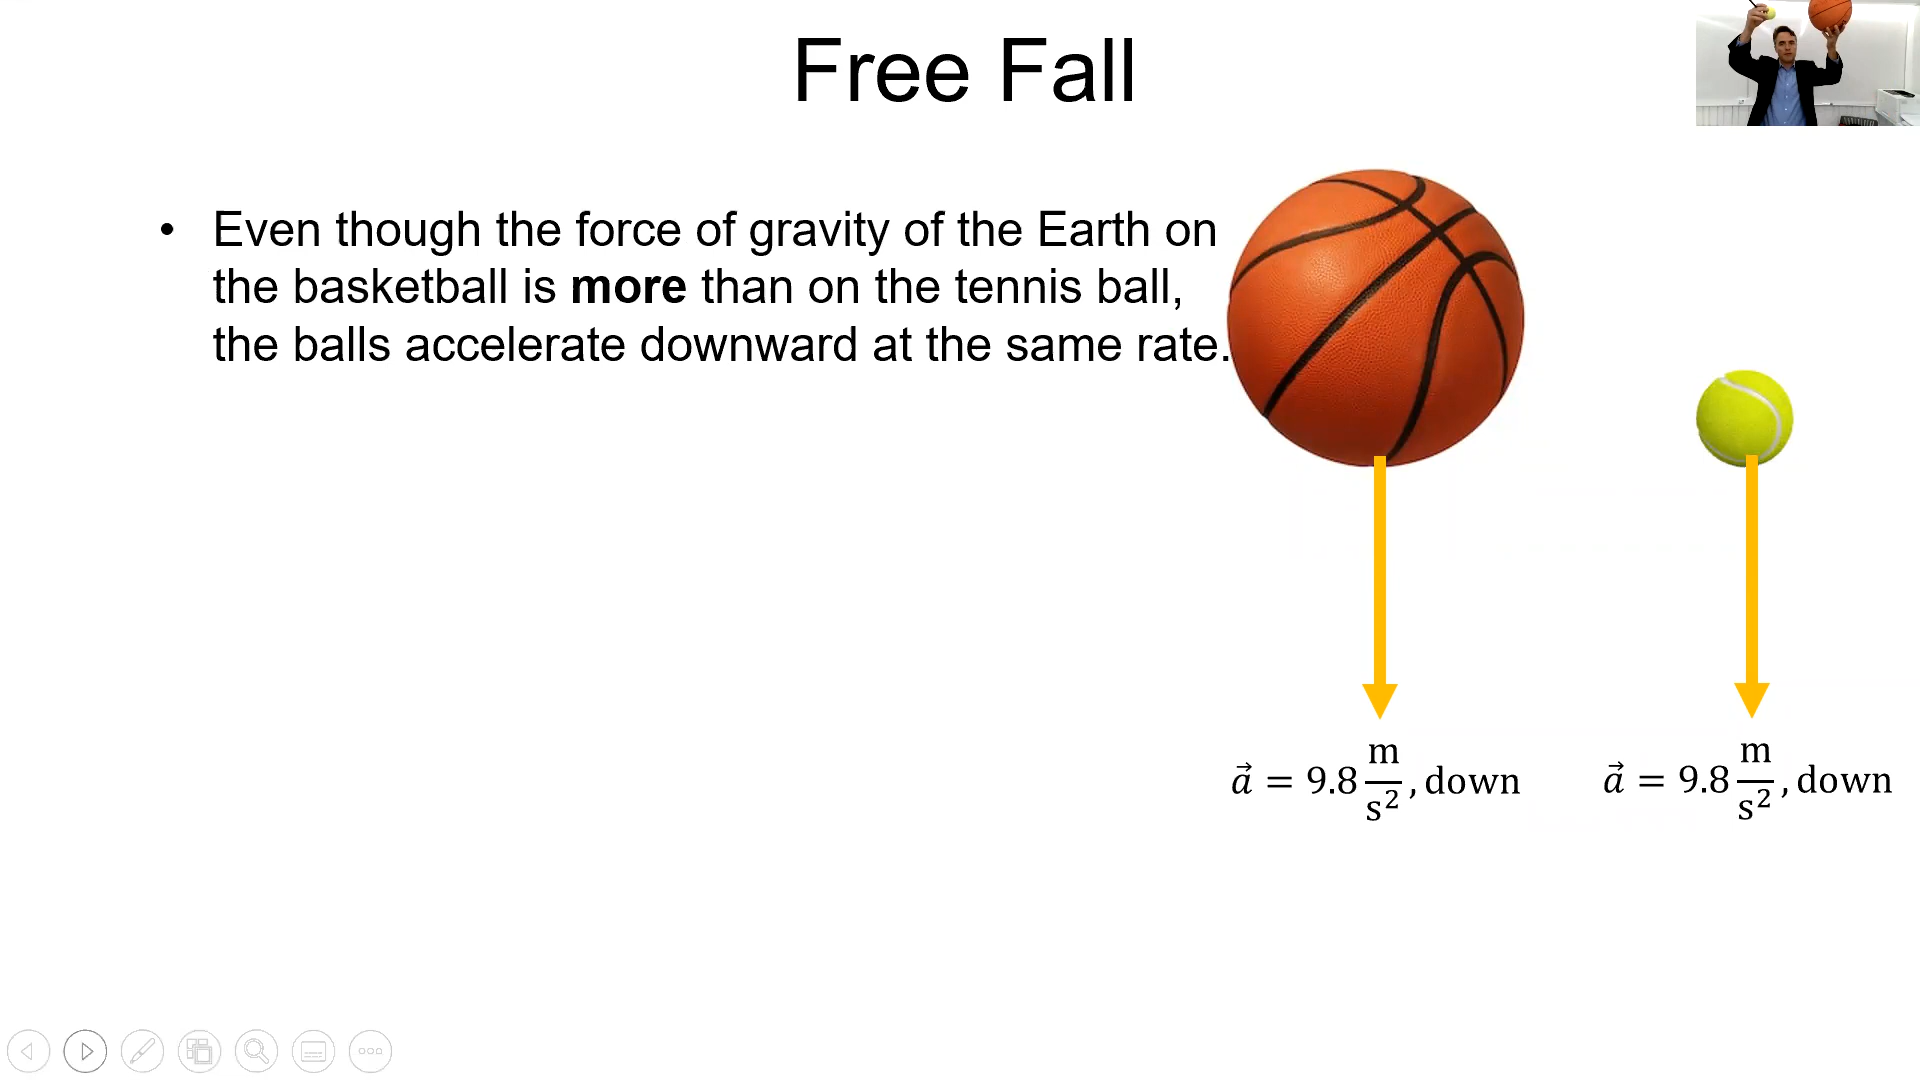 Free Fall
• Even though the force of gravity of the Earth on
the basketball is more than on the tennis ball,
the balls accelerate downward at the same rate.
a⃗ = 9.8 m/s², down
a⃗ = 9.8 m/s², down